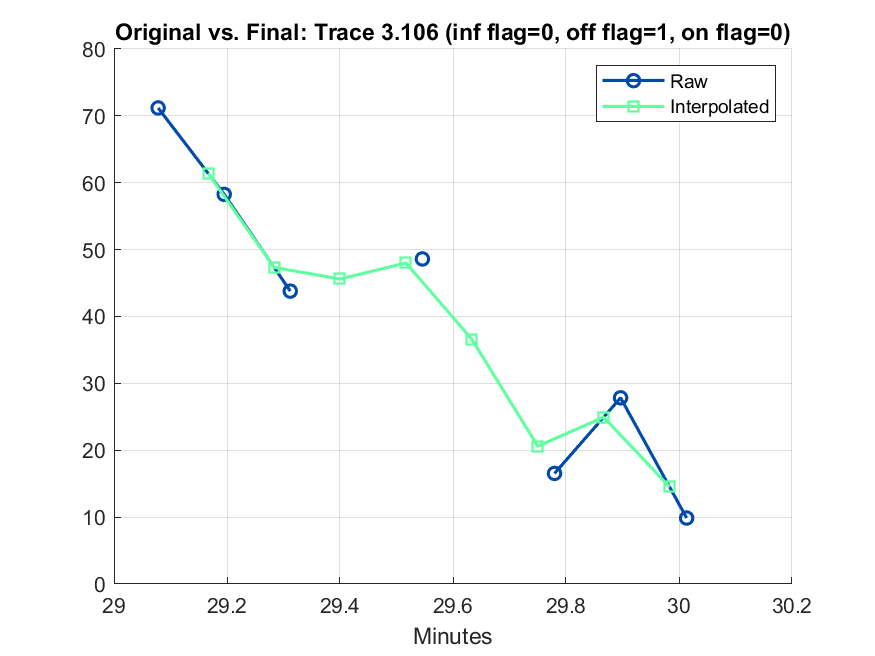 Original vs. Final: Trace 3.106 (inf flag=0, off flag=1, on flag=0)
80
70
60
50
40
30
20
10
0
Raw
Interpolated
29 29.2 29.4 29.6 29.8 30 30.2
Minutes